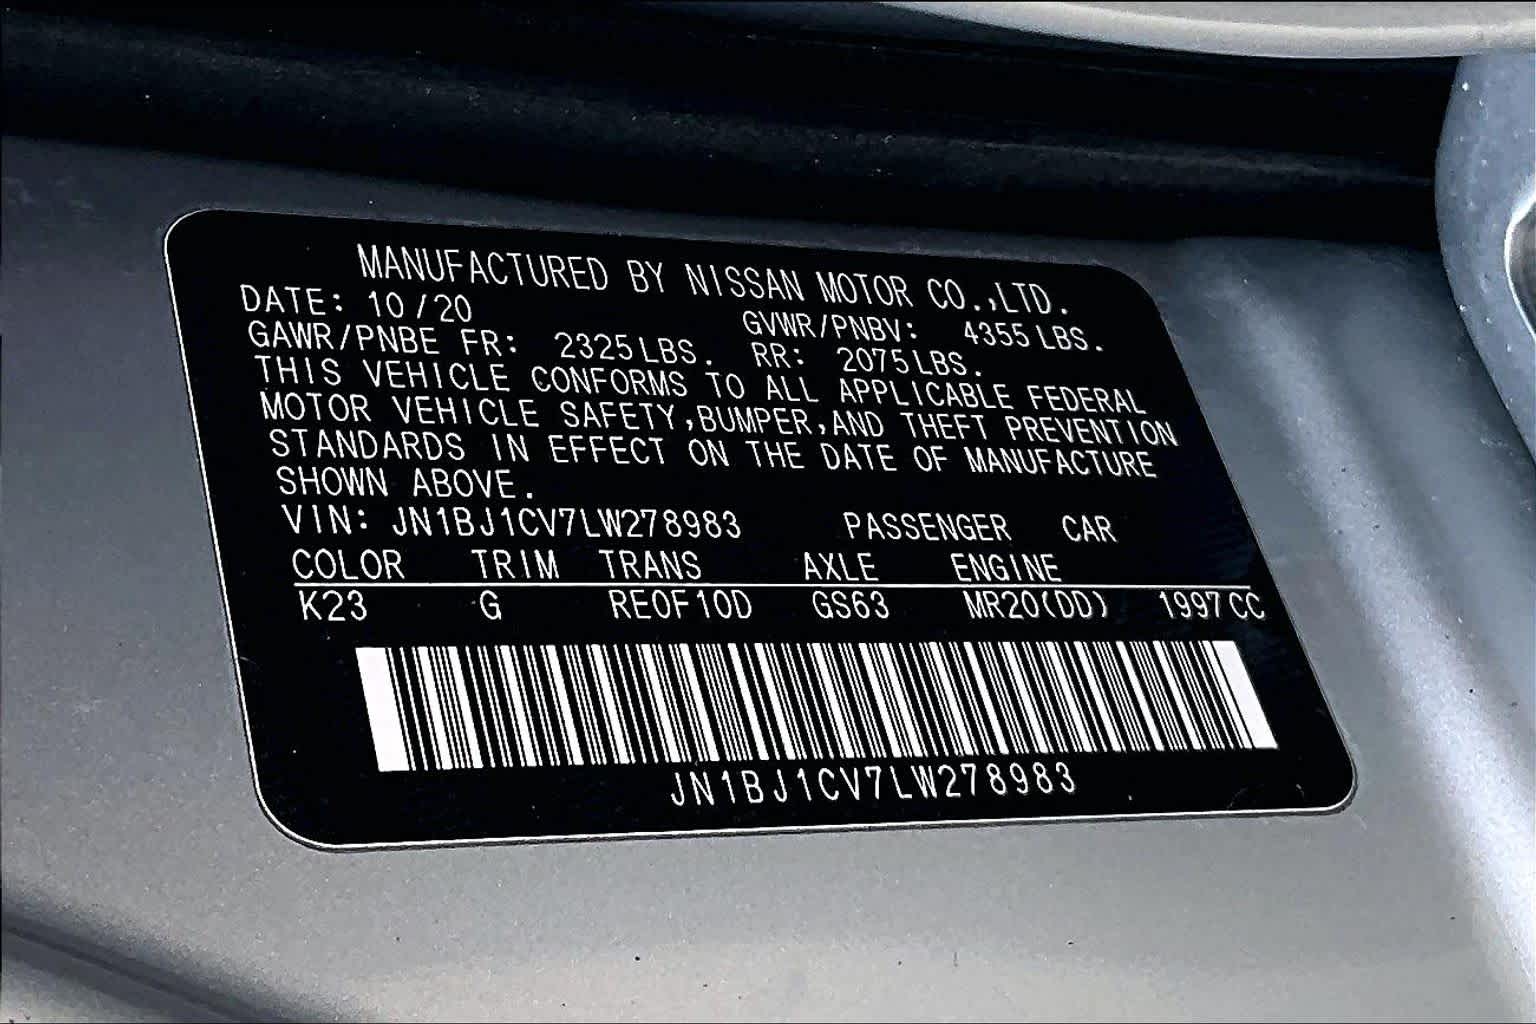 MANUFACTURED BY NISSAN MOTOR CO.,LTD.
DATE: 10/20 GVWR/PNBV: 4355 LBS.
GAWR/PNBE FR: 2325 LBS. RR: 2075 LBS.
THIS VEHICLE CONFORMS TO ALL APPLICABLE FEDERAL
MOTOR VEHICLE SAFETY,BUMPER,AND THEFT PREVENTION
STANDARDS IN EFFECT ON THE DATE OF MANUFACTURE
SHOWN ABOVE.
VIN: JN1BJ1CV7LW278983 PASSENGER CAR
COLOR TRIM TRANS AXLE ENGINE
K23 G RE0F10D GS63 MR20(DD) 1997 CC
JN1BJ1CV7LW278983